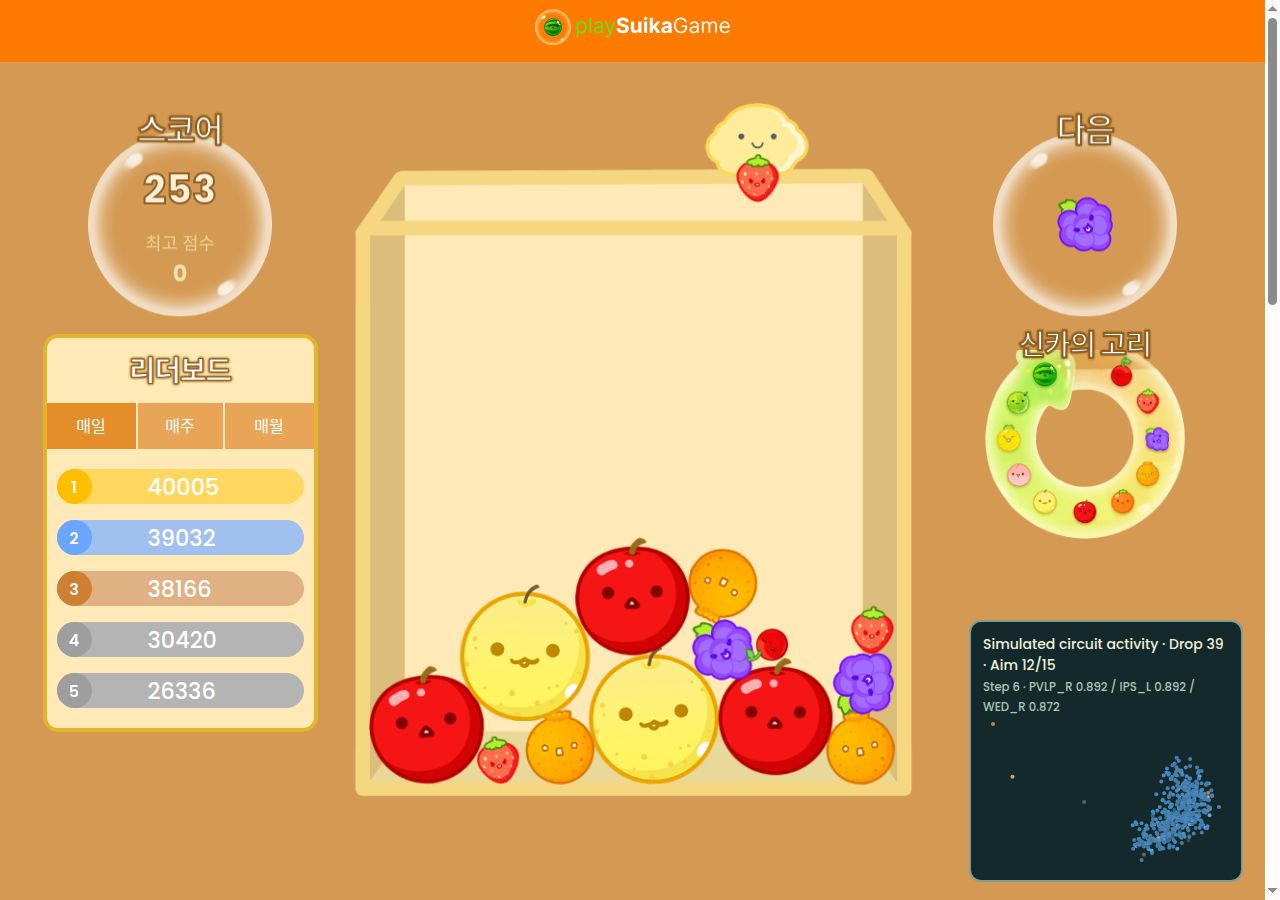 playSuikaGame
스코어
253
최고 점수
0
다음
리더보드
매일
매주
매월
1 40005
2 39032
3 38166
4 30420
5 26336
신카의 고리
Simulated circuit activity · Drop 39
· Aim 12/15
Step 6 · PVLP_R 0.892 / IPS_L 0.892 /
WED_R 0.872